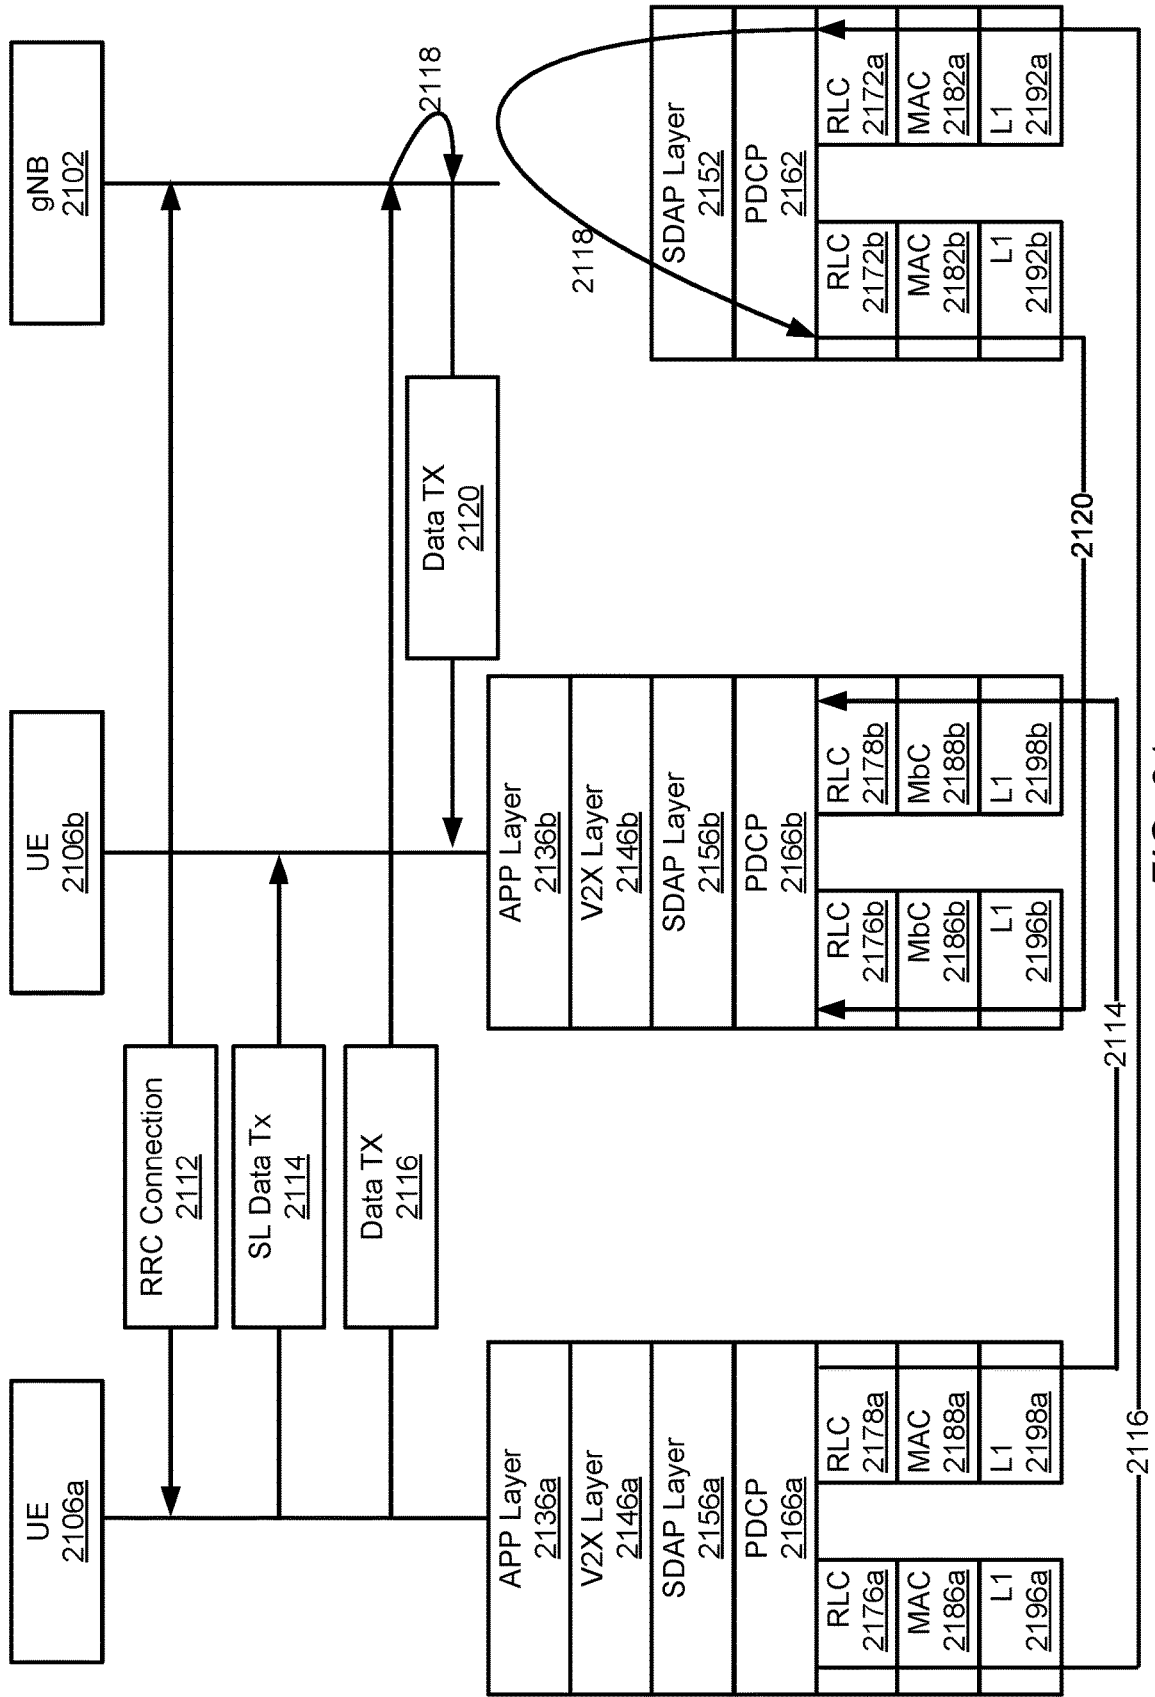 UE
2106a
UE
2106b
gNB
2102
RRC Connection
2112
SL Data Tx
2114
Data TX
2116
2118
Data TX
2120
APP Layer
2136a
V2X Layer
2146a
SDAP Layer
2156a
PDCP
2166a
RLC
2176a
MAC
2186a
L1
2196a
RLC
2178a
MAC
2188a
L1
2198a
APP Layer
2136b
V2X Layer
2146b
SDAP Layer
2156b
PDCP
2166b
RLC
2176b
MbC
2186b
L1
2196b
RLC
2178b
MbC
2188b
L1
2198b
2118
SDAP Layer
2152
PDCP
2162
RLC
2172b
MAC
2182b
L1
2192b
RLC
2172a
MAC
2182a
L1
2192a
2120
2114
2116